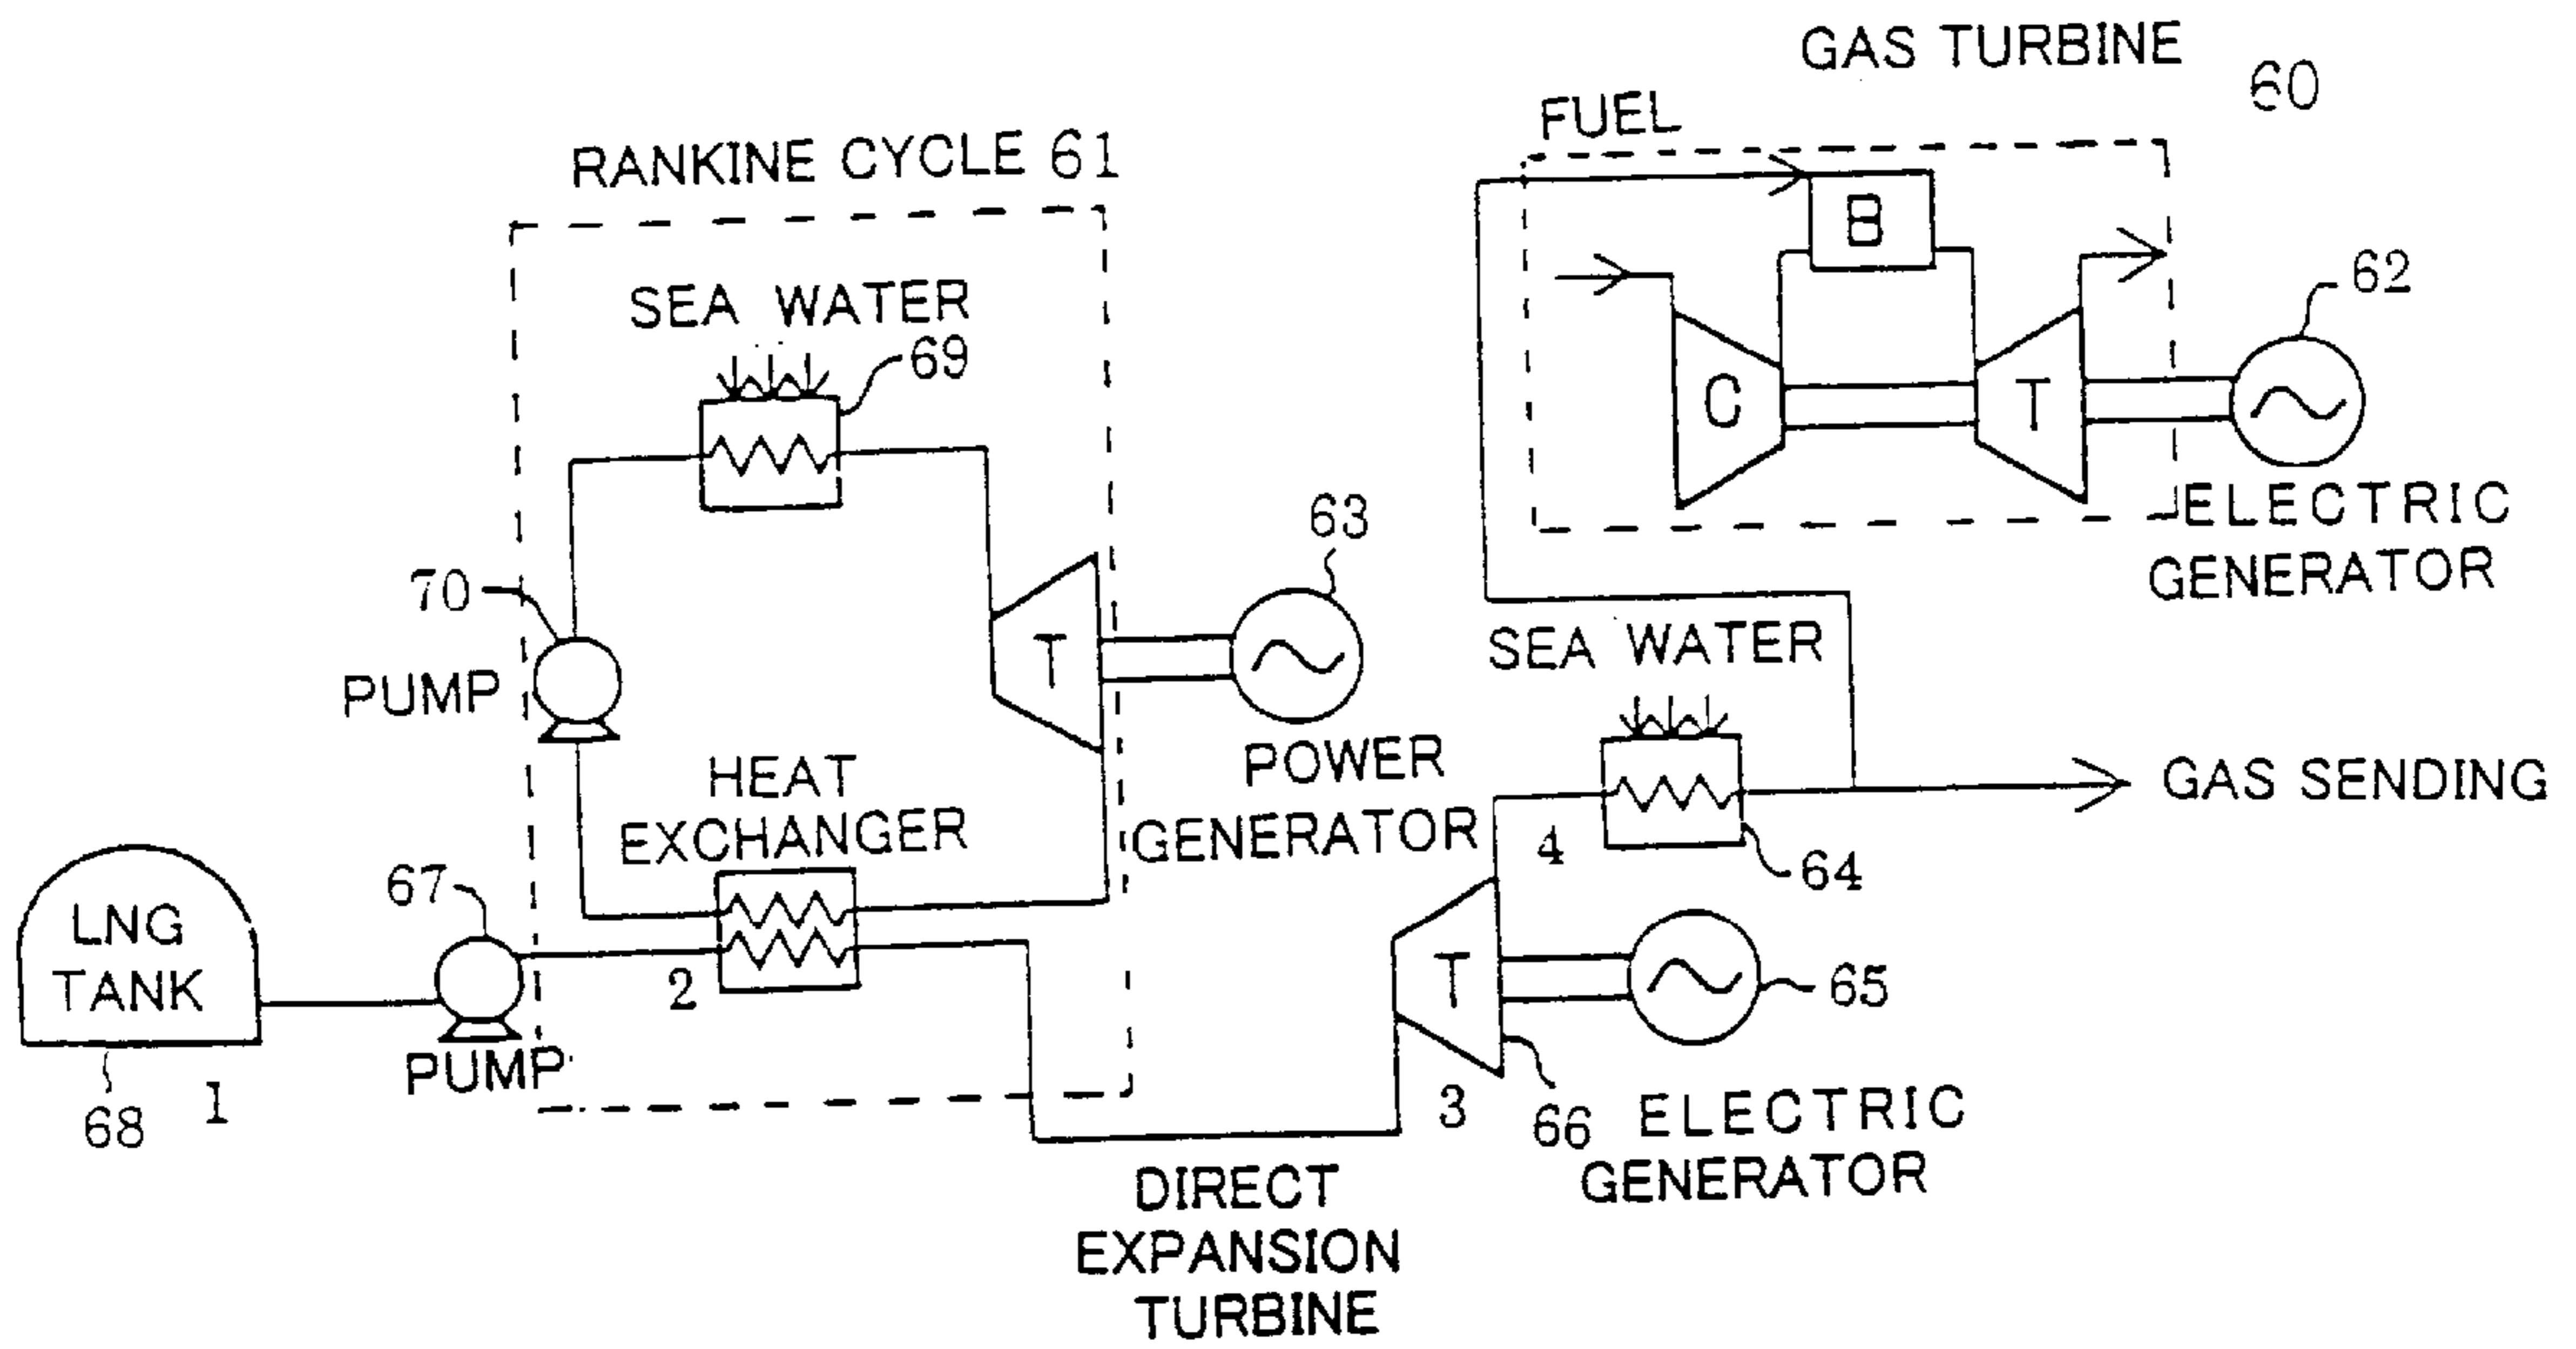 GAS TURBINE
60
FUEL
RANKINE CYCLE 61
B
62
SEA WATER
69
C
T
ELECTRIC
GENERATOR
63
70
SEA WATER
T
PUMP
POWER
GENERATOR
HEAT
EXCHANGER
GAS SENDING
4
64
67
LNG
TANK
2
T
65
PUMP
68
1
3
66
ELECTRIC
GENERATOR
DIRECT
EXPANSION
TURBINE